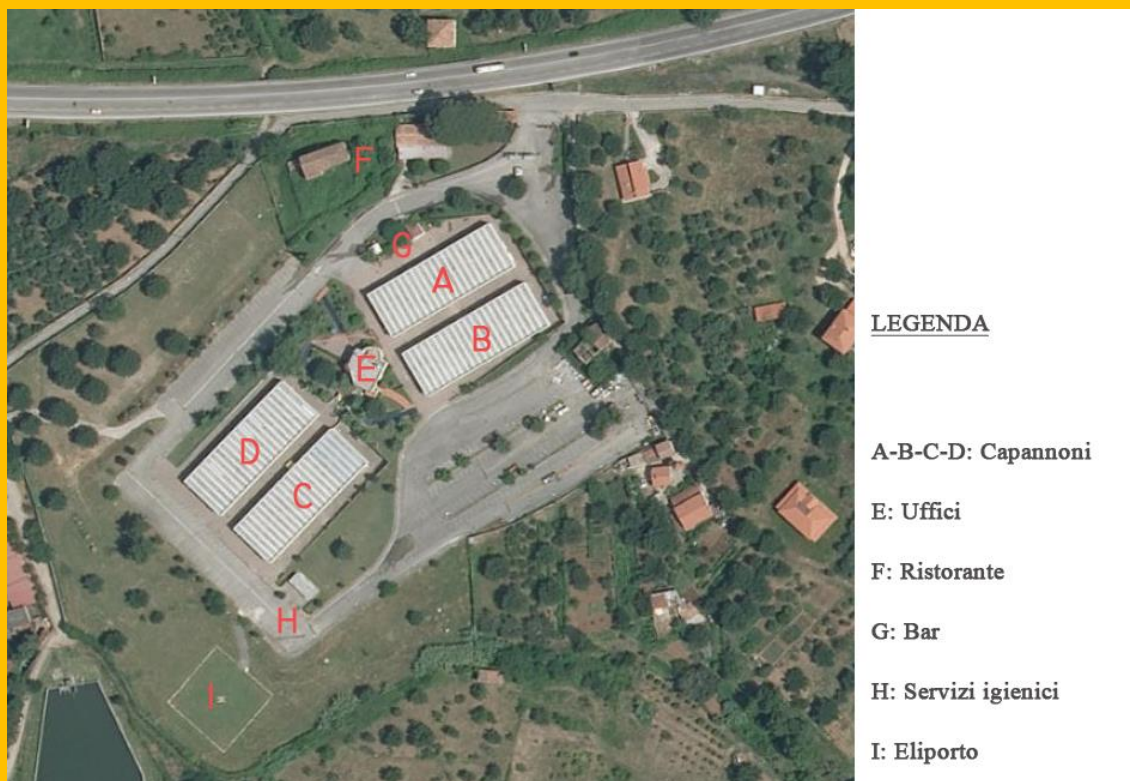 F
G
A
B
E
D
C
H
I
LEGENDA
A-B-C-D: Capannoni
E: Uffici
F: Ristorante
G: Bar
H: Servizi igienici
I: Eliporto